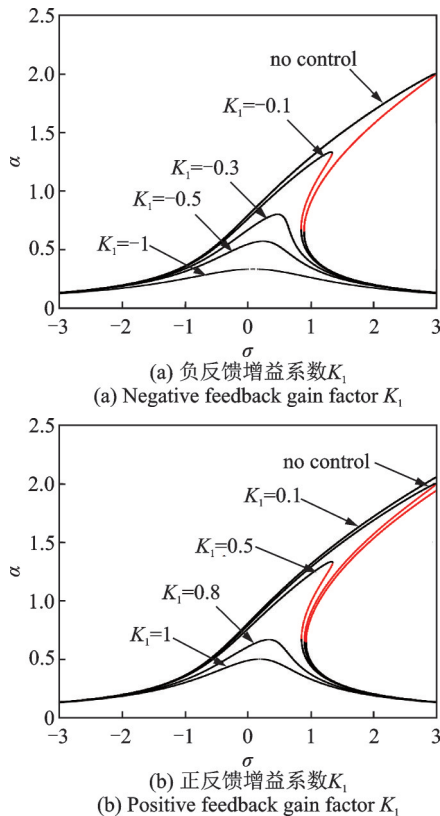 2.5
2.0
1.5
1.0
0.5
0
α
no control
K₁=−0.1
K₁=−0.3
K₁=−0.5
K₁=−1
−3 −2 −1 0 1 2 3
σ
(a) 负反馈增益系数K₁
(a) Negative feedback gain factor K₁
2.5
2.0
1.5
1.0
0.5
0
α
no control
K₁=0.1
K₁=0.5
K₁=0.8
K₁=1
−3 −2 −1 0 1 2 3
σ
(b) 正反馈增益系数K₁
(b) Positive feedback gain factor K₁